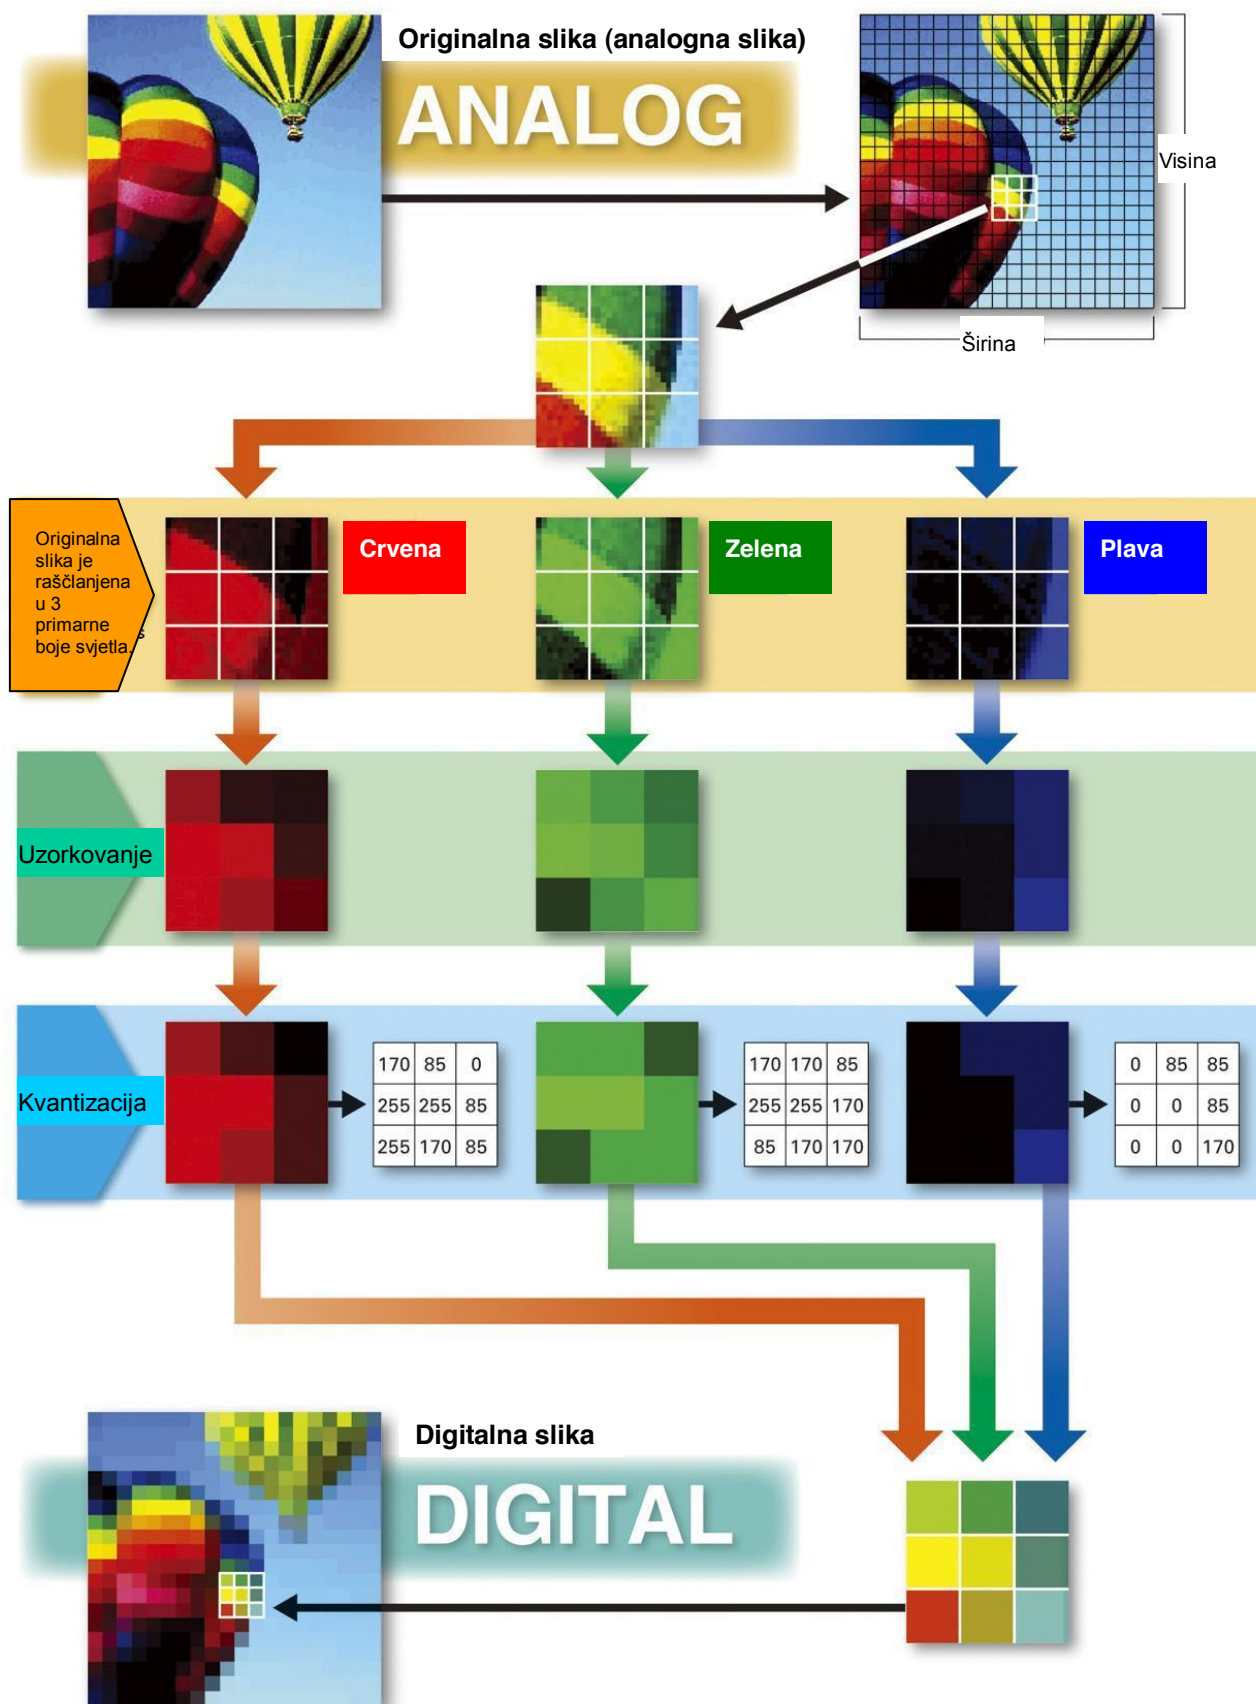 Originalna slika (analogna slika)
ANALOG
Visina
Širina
Originalna
slika je
raščlanjena
u 3
primarne
boje svjetla.
s
Crvena
Zelena
Plava
Uzorkovanje
Kvantizacija
170 85 0
255 255 85
255 170 85
170 170 85
255 255 170
85 170 170
0 85 85
0 0 85
0 0 170
Digitalna slika
DIGITAL